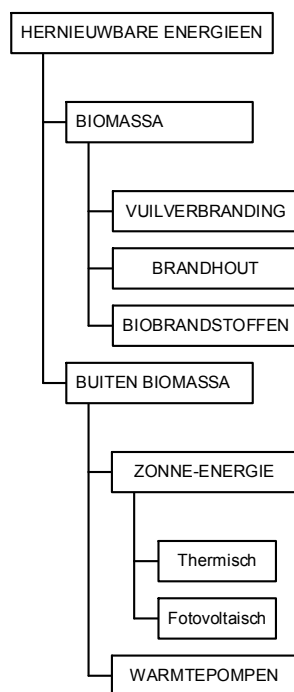 HERNIEUWBARE ENERGIEEN
BIOMASSA
VUILVERBRANDING
BRANDHOUT
BIOBRANDSTOFFEN
BUITEN BIOMASSA
ZONNE-ENERGIE
Thermisch
Fotovoltaisch
WARMTEPOMPEN